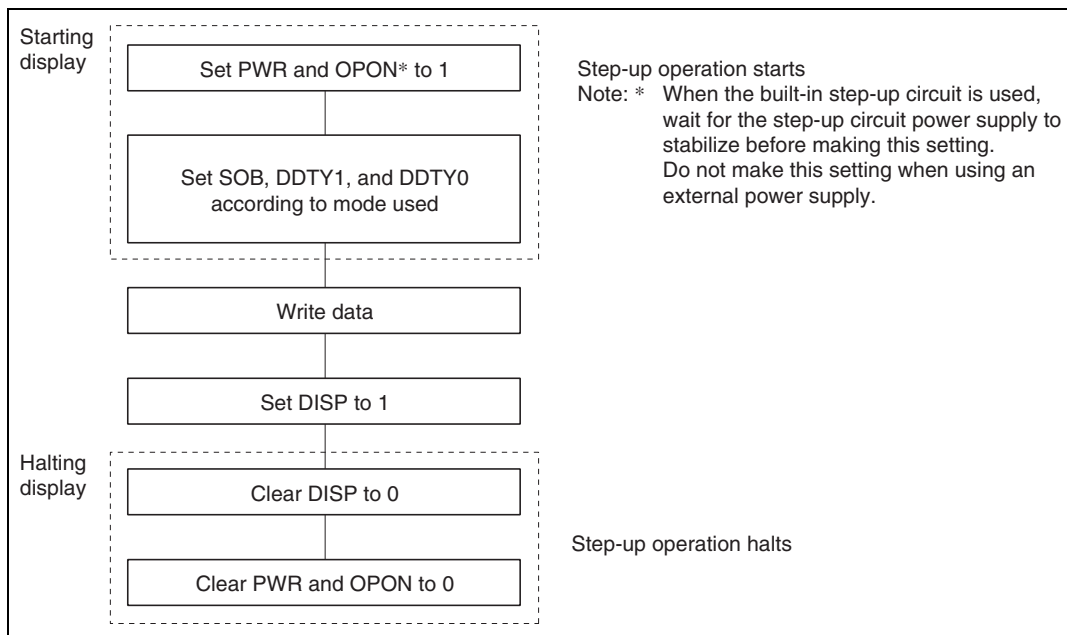 Starting
display
Set PWR and OPON* to 1
Step-up operation starts
Note: * When the built-in step-up circuit is used,
wait for the step-up circuit power supply to
stabilize before making this setting.
Do not make this setting when using an
external power supply.
Set SOB, DDTY1, and DDTY0
according to mode used
Write data
Set DISP to 1
Halting
display
Clear DISP to 0
Step-up operation halts
Clear PWR and OPON to 0